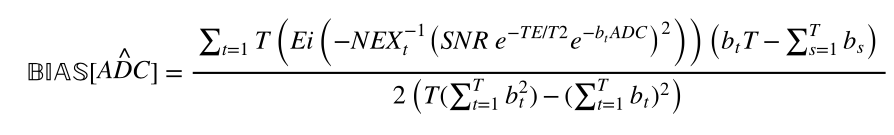 $\mathbb{BIAS}[\hat{ADC}] = \frac{\sum_{t=1} T \left( Ei \left( -NEX_t^{-1} \left( SNR \, e^{-TE/T2} e^{-b_t ADC} \right)^2 \right) \right) \left( b_t T - \sum_{s=1}^{T} b_s \right)}{2 \left( T (\sum_{t=1}^{T} b_t^2) - (\sum_{t=1}^{T} b_t)^2 \right)}$